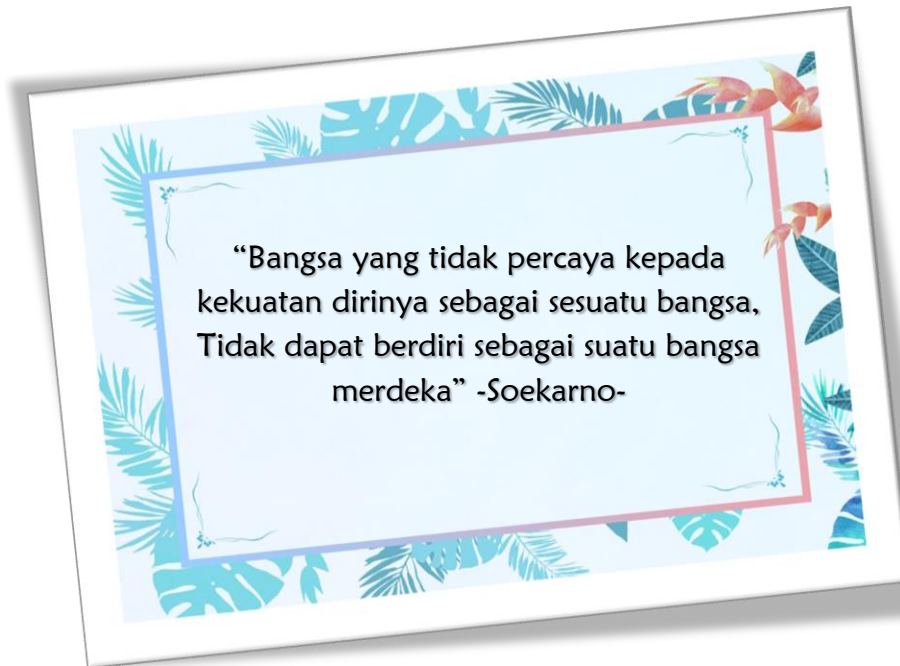 “Bangsa yang tidak percaya kepada
kekuatan dirinya sebagai sesuatu bangsa,
Tidak dapat berdiri sebagai suatu bangsa
merdeka” -Soekarno-